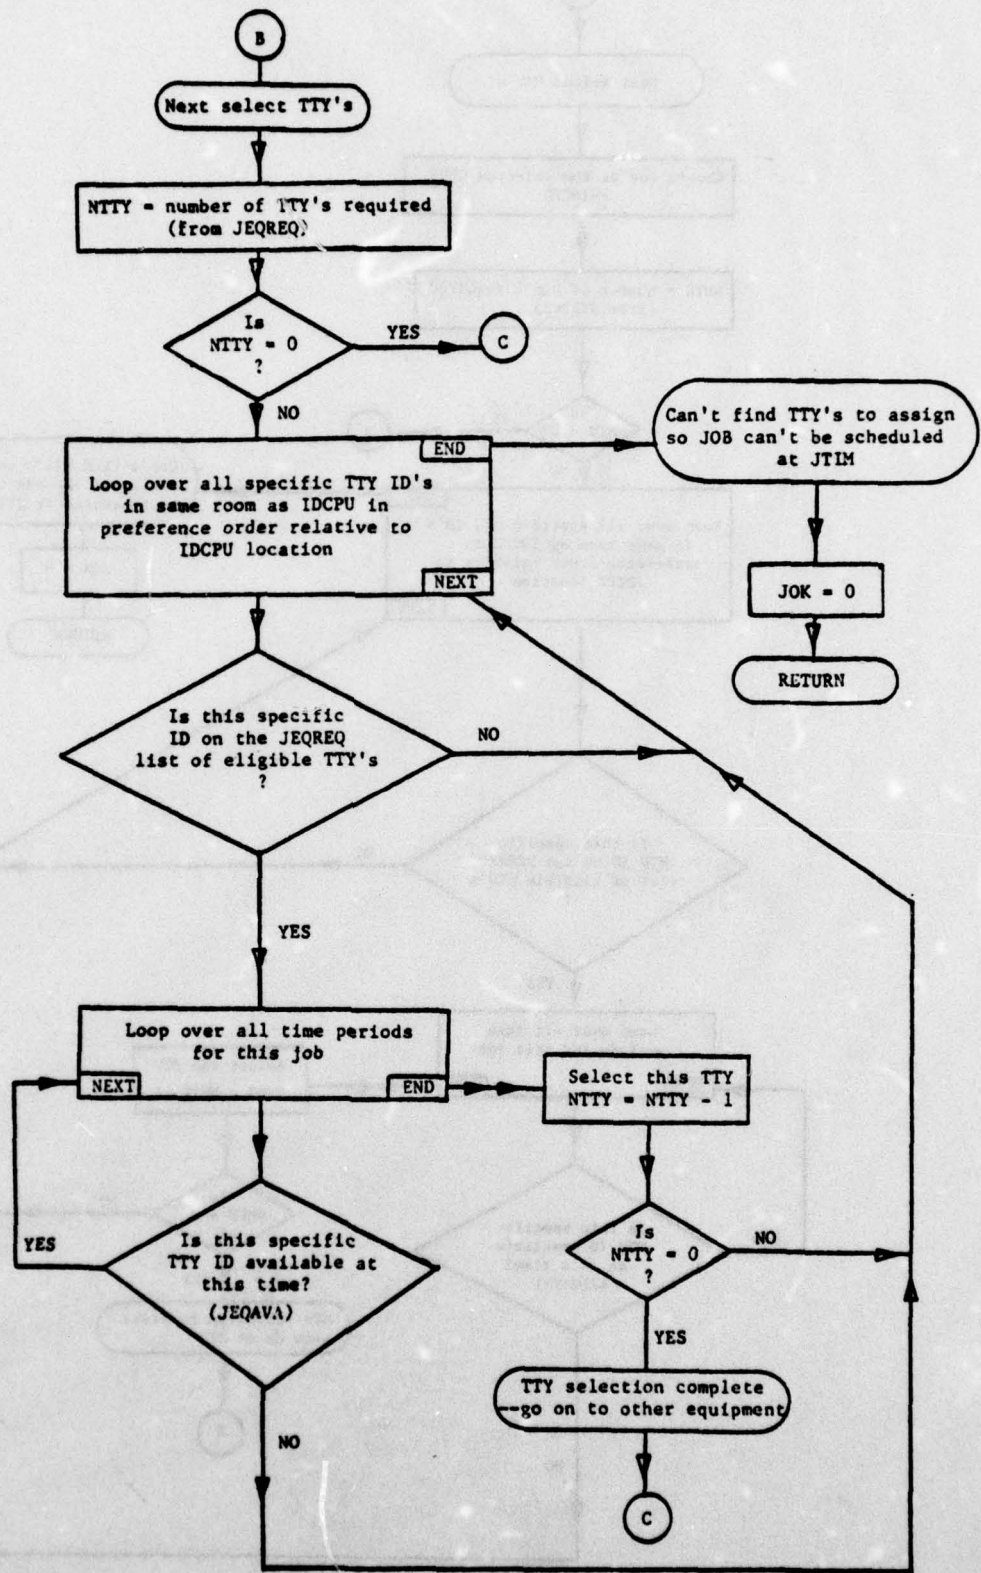 B
Next select TTY's
NTTY = number of TTY's required
(from JEQREQ)
Is
NTTY = 0
?
YES
C
NO
END
Loop over all specific TTY ID's
in same room as IDCPU in
preference order relative to
IDCPU location
NEXT
Can't find TTY's to assign
so JOB can't be scheduled
at JTIM
JOK = 0
RETURN
Is this specific
ID on the JEQREQ
list of eligible TTY's
?
NO
YES
Loop over all time periods
for this job
NEXT
END
Select this TTY
NTTY = NTTY - 1
Is this specific
TTY ID available at
this time?
(JEQAVA)
YES
NO
Is
NTTY = 0
?
NO
YES
TTY selection complete
--go on to other equipment
C